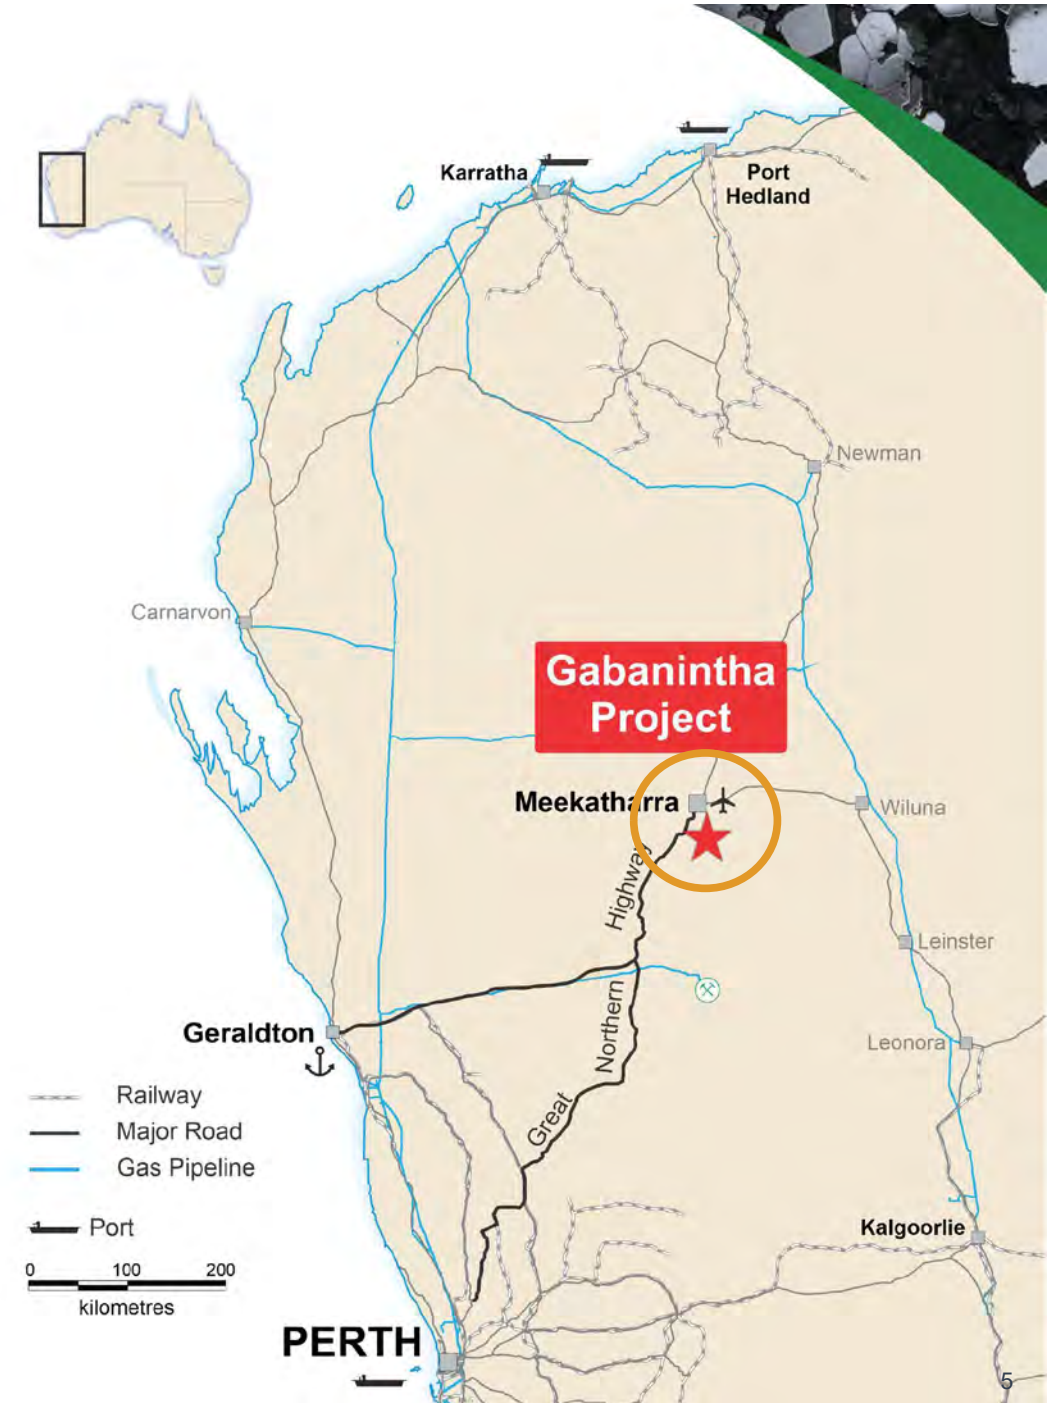 Karratha
Port
Hedland
Newman
Carnarvon
Gabanintha
Project
Meekatharra
Wiluna
Highway
Leinster
Northern
Geraldton
Leonora
Great
Railway
Major Road
Gas Pipeline
Port
Kalgoorlie
0 100 200
kilometres
PERTH
5